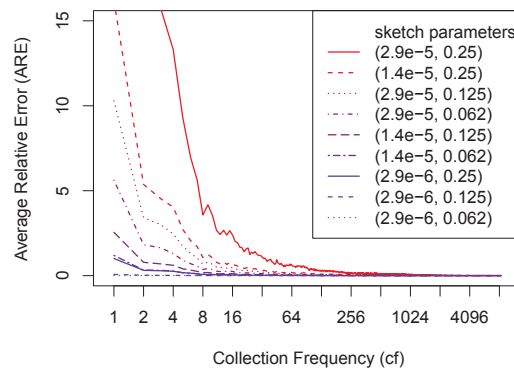 sketch parameters
(2.9e−5, 0.25)
(1.4e−5, 0.25)
(2.9e−5, 0.125)
(2.9e−5, 0.062)
(1.4e−5, 0.125)
(1.4e−5, 0.062)
(2.9e−6, 0.25)
(2.9e−6, 0.125)
(2.9e−6, 0.062)
Average Relative Error (ARE)
15
10
5
0
1 2 4 8 16 64 256 1024 4096
Collection Frequency (cf)